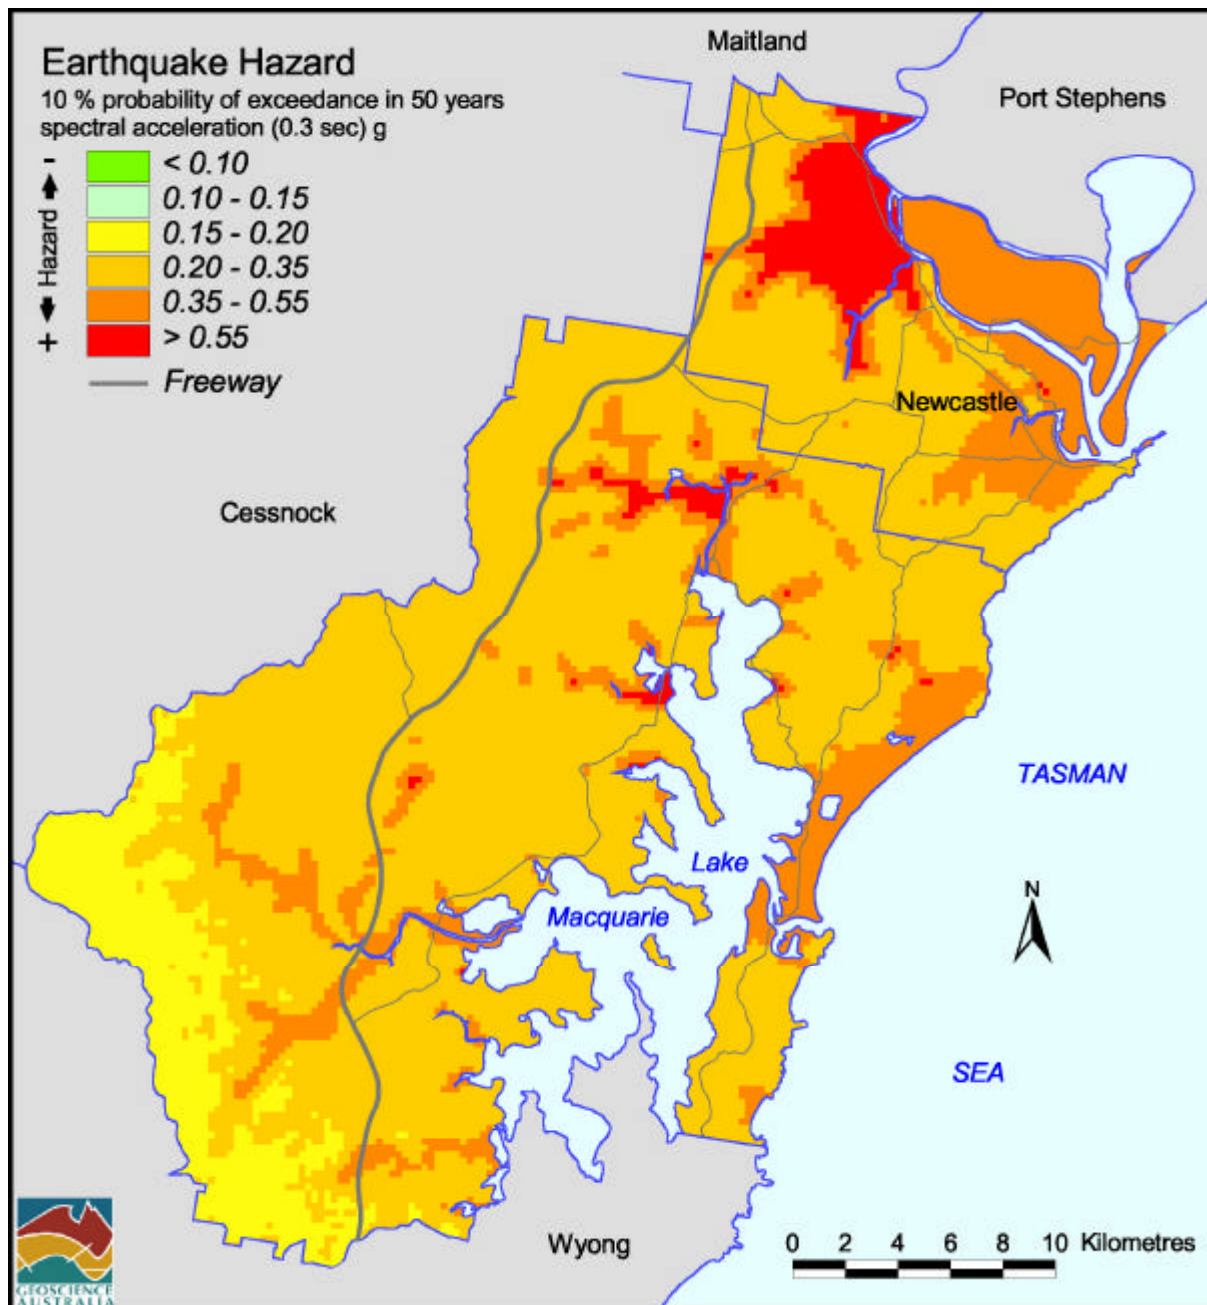 Maitland
Earthquake Hazard
10 % probability of exceedance in 50 years
spectral acceleration (0.3 sec) g
Port Stephens
-
< 0.10
0.10 - 0.15
0.15 - 0.20
0.20 - 0.35
0.35 - 0.55
> 0.55
Hazard
+
Freeway
Newcastle
Cessnock
TASMAN
Lake
Macquarie
N
SEA
Wyong
0 2 4 6 8 10 Kilometres
GEOSCIENCE
AUSTRALIA